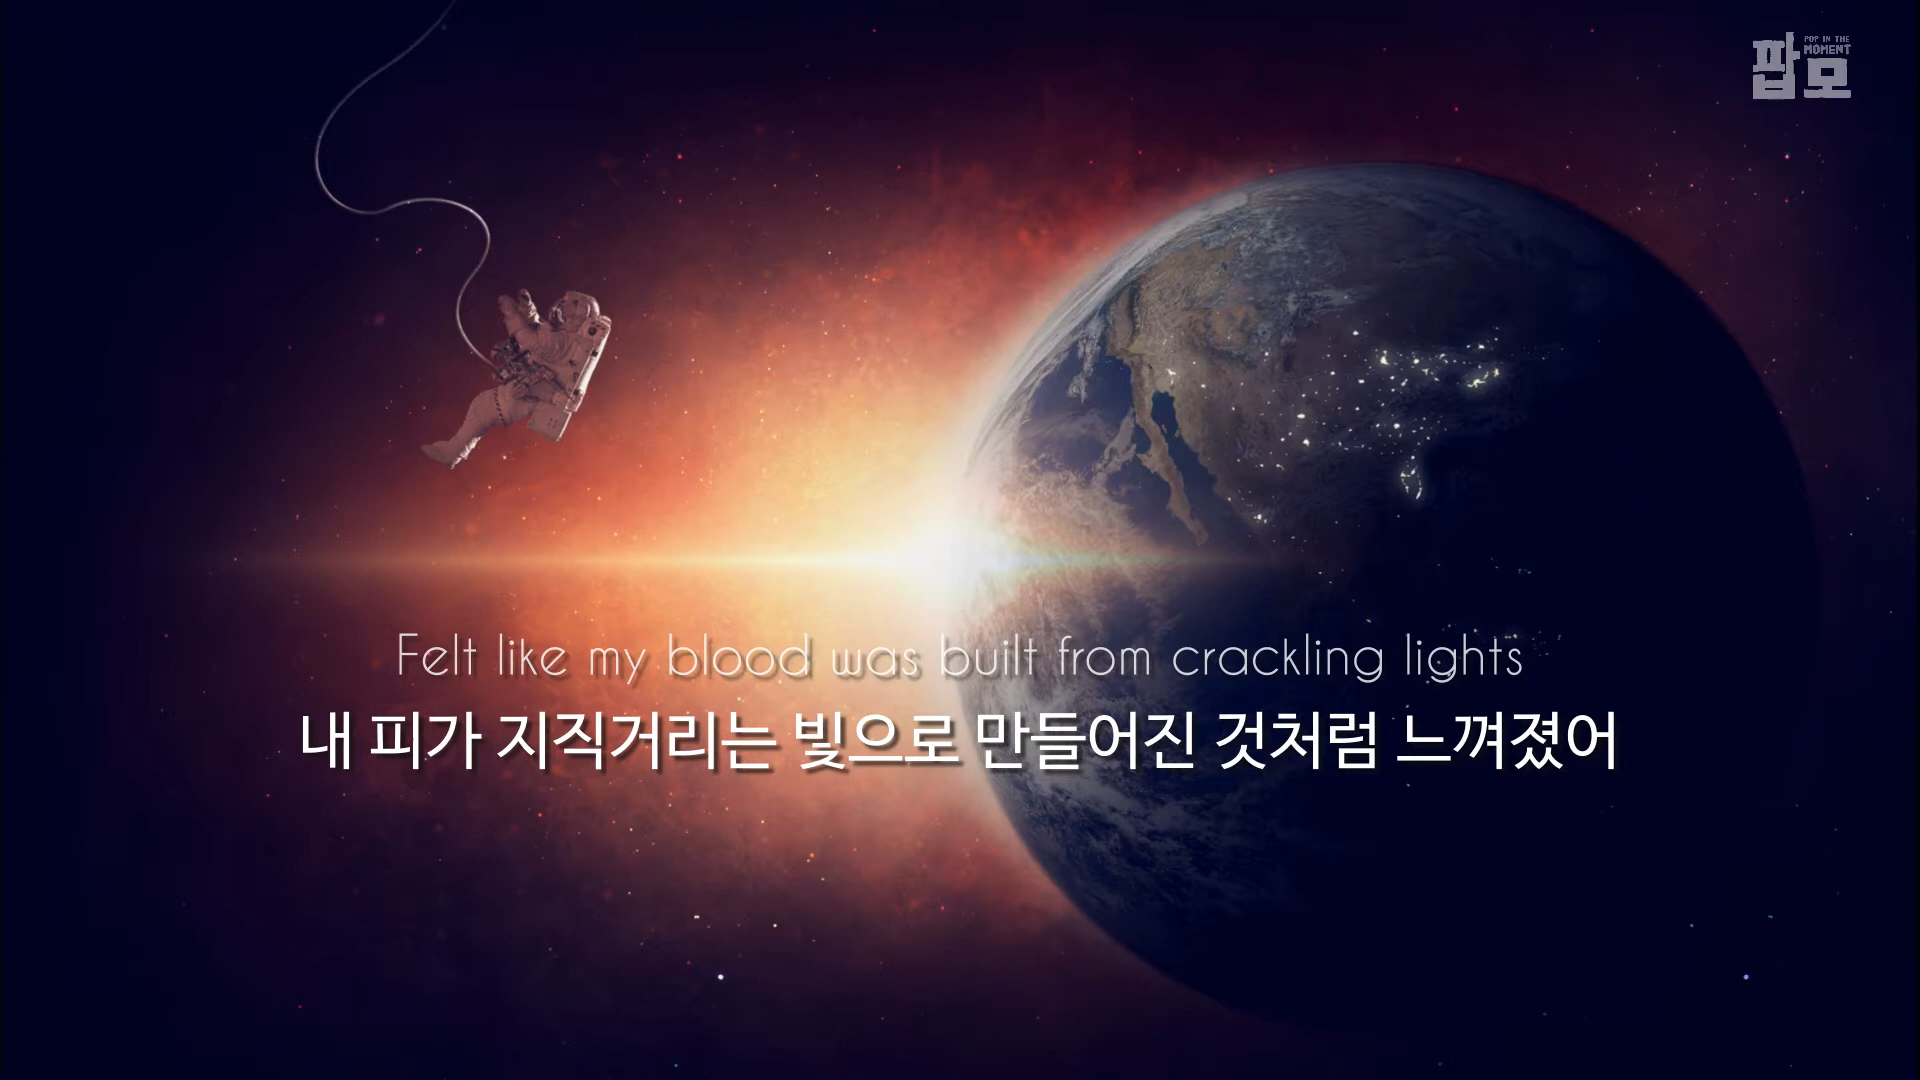 팝모
POP IN THE
MOMENT
Felt like my blood was built from crackling lights
내 피가 지직거리는 빛으로 만들어진 것처럼 느껴졌어